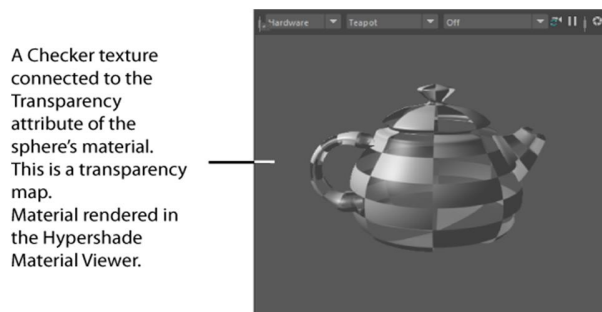 Hardware Teapot Off
A Checker texture
connected to the
Transparency
attribute of the
sphere's material.
This is a transparency
map.
Material rendered in
the Hypershade
Material Viewer.